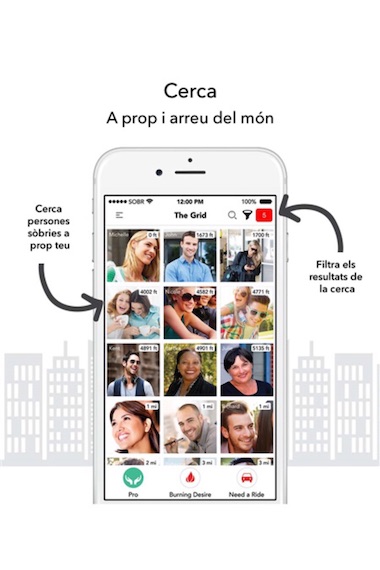 Cerca
A prop i arreu del món
Cerca
persones
sòbries a
prop teu
Filtra els
resultats de
la cerca
SOBR 12:00 PM 100%
The Grid S
Michelle 0 ft 1673 ft 1700 ft
4002 ft 4582 ft 4771 ft
4891 ft 4901 ft 5135 ft
1 mi 1 mi 1 mi
2 mi 3 mi 3 mi
Pro Burning Desire Need a Ride